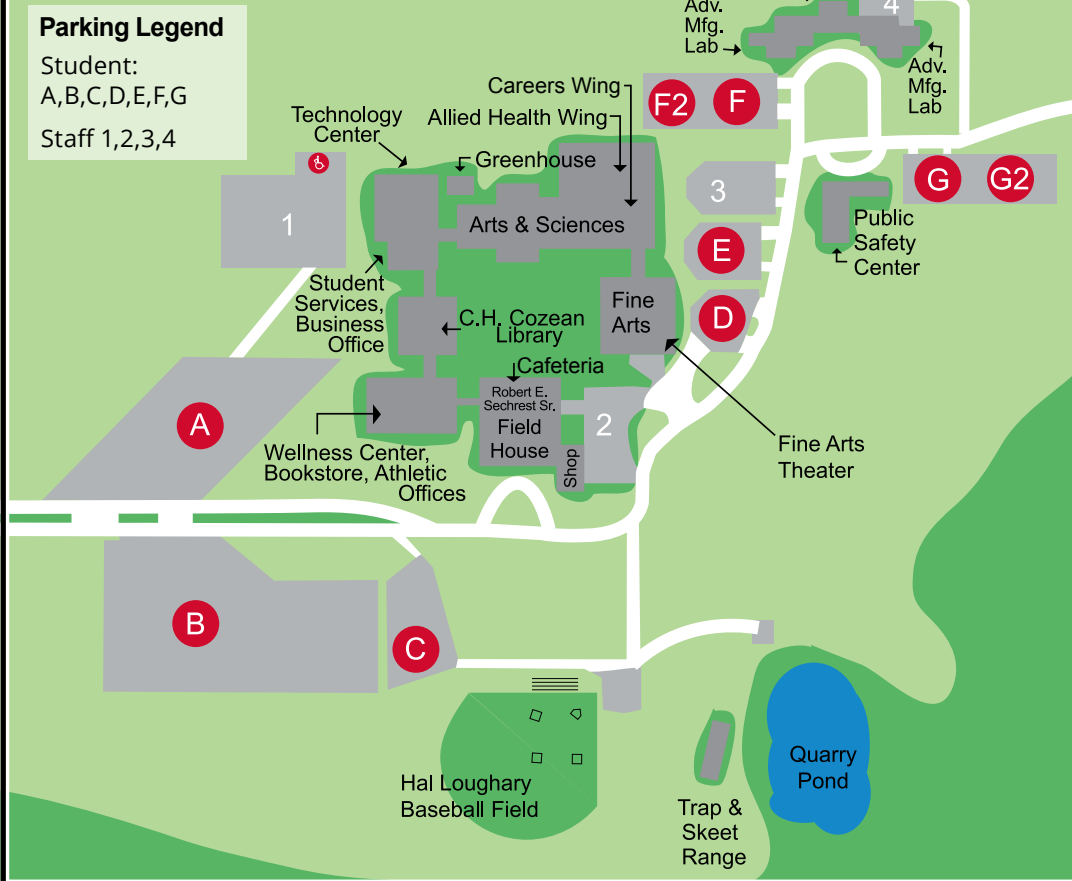 Parking Legend
Student:
A,B,C,D,E,F,G
Staff 1,2,3,4
Adv.
Mfg.
Lab
4
Adv.
Mfg.
Lab
Careers Wing
Allied Health Wing
Technology
Center
Greenhouse
F2
F
1
Arts & Sciences
3
G
G2
Public
Safety
Center
E
D
Student
Services,
Business
Office
C.H. Cozean
Library
Fine
Arts
Cafeteria
Robert E.
Sechrest Sr.
Field
House
2
Shop
A
Wellness Center,
Bookstore, Athletic
Offices
Fine Arts
Theater
B
C
Hal Loughary
Baseball Field
Trap &
Skeet
Range
Quarry
Pond